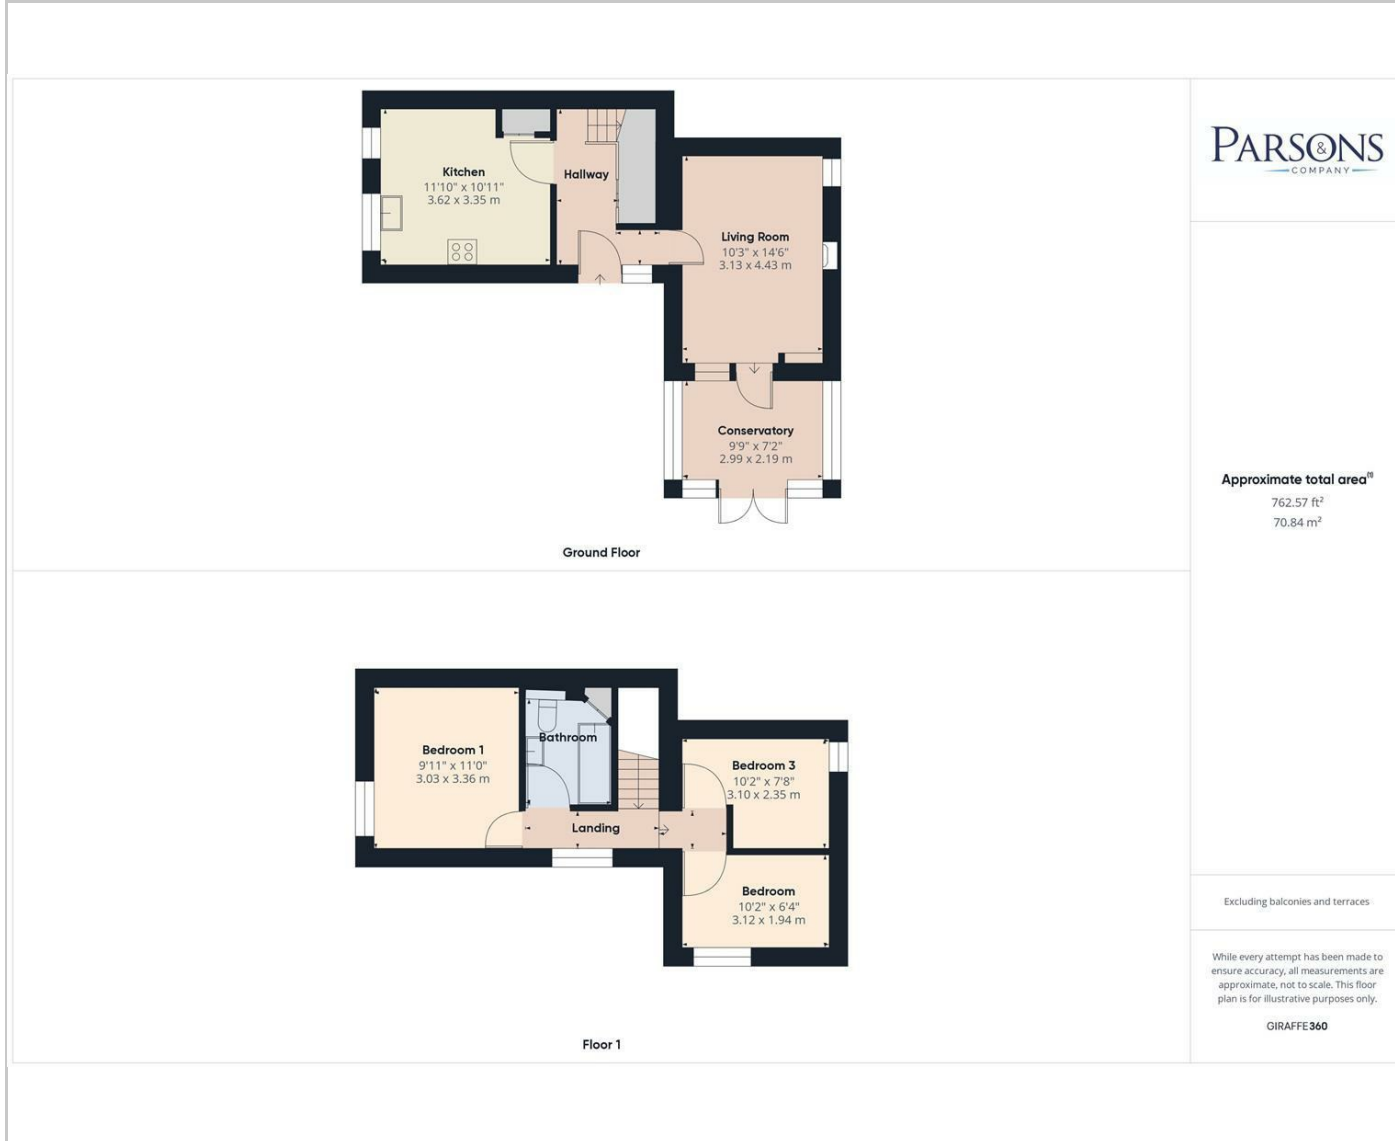 Kitchen
11'10" x 10'11"
3.62 x 3.35 m
Hallway
Living Room
10'3" x 14'6"
3.13 x 4.43 m
Conservatory
9'9" x 7'2"
2.99 x 2.19 m
Ground Floor
Bedroom 1
9'11" x 11'0"
3.03 x 3.36 m
Bathroom
Landing
Bedroom 3
10'2" x 7'8"
3.10 x 2.35 m
Bedroom
10'2" x 6'4"
3.12 x 1.94 m
Floor 1
PARSONS &
COMPANY
Approximate total area⁽¹⁾
762.57 ft²
70.84 m²
Excluding balconies and terraces
While every attempt has been made to
ensure accuracy, all measurements are
approximate, not to scale. This floor
plan is for illustrative purposes only.
GIRAFFE360